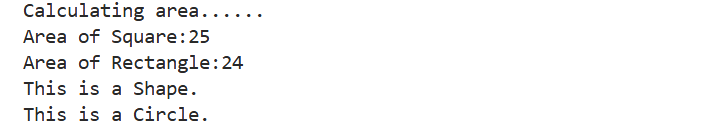 Calculating area......
Area of Square:25
Area of Rectangle:24
This is a Shape.
This is a Circle.